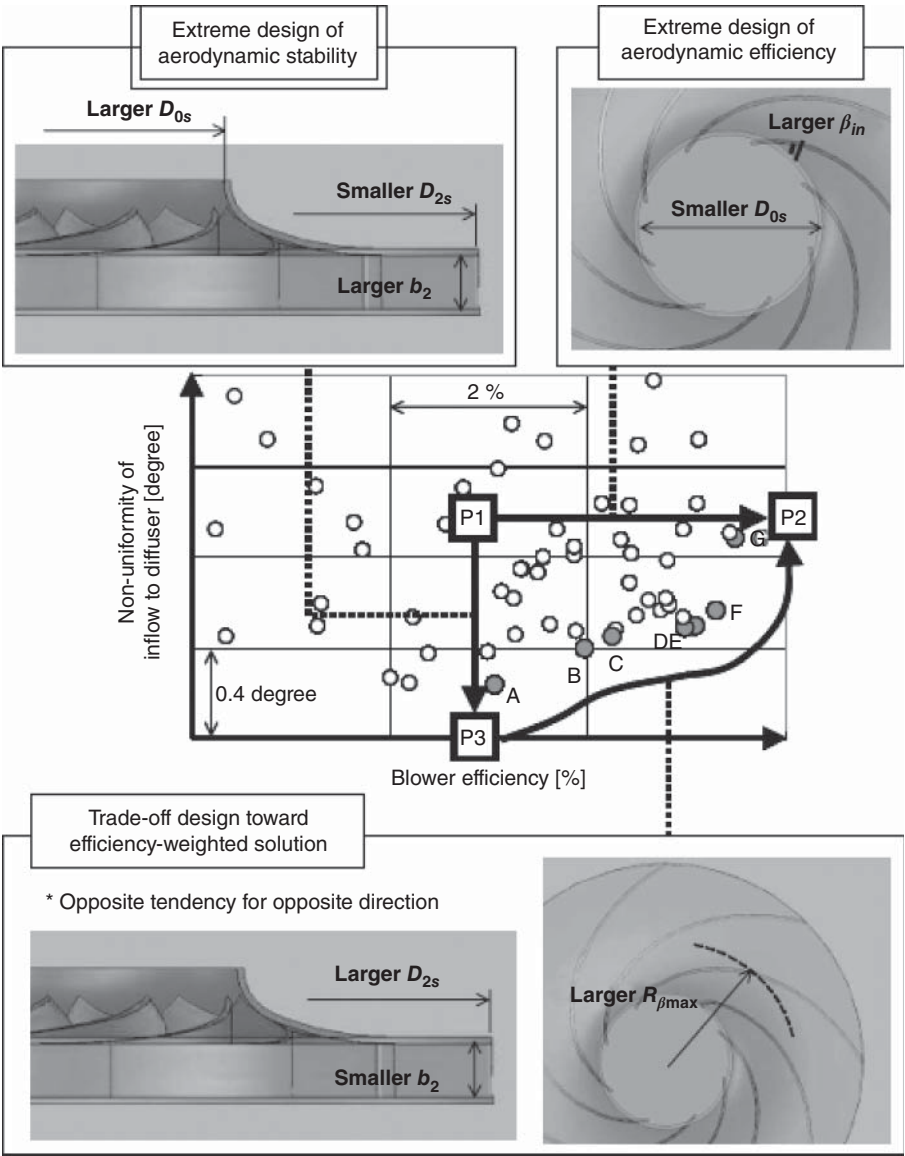 Extreme design of
aerodynamic stability
Extreme design of
aerodynamic efficiency
Larger D0s
Smaller D2s
Larger b2
Larger βin
Smaller D0s
Non-uniformity of
inflow to diffuser [degree]
2 %
P1
P2
G
F
DE
C
B
A
0.4 degree
P3
Blower efficiency [%]
Trade-off design toward
efficiency-weighted solution
* Opposite tendency for opposite direction
Larger D2s
Smaller b2
Larger Rβmax